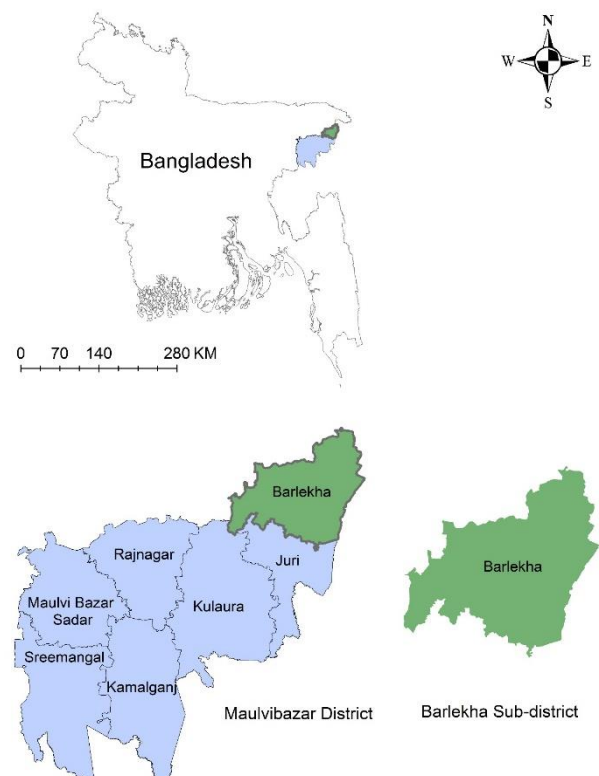 N
W E
S
Bangladesh
0 70 140 280 KM
Barlekha
Rajnagar
Juri
Barlekha
Maulvi Bazar
Sadar
Kulaura
Sreemangal
Kamalganj
Maulvibazar District
Barlekha Sub-district